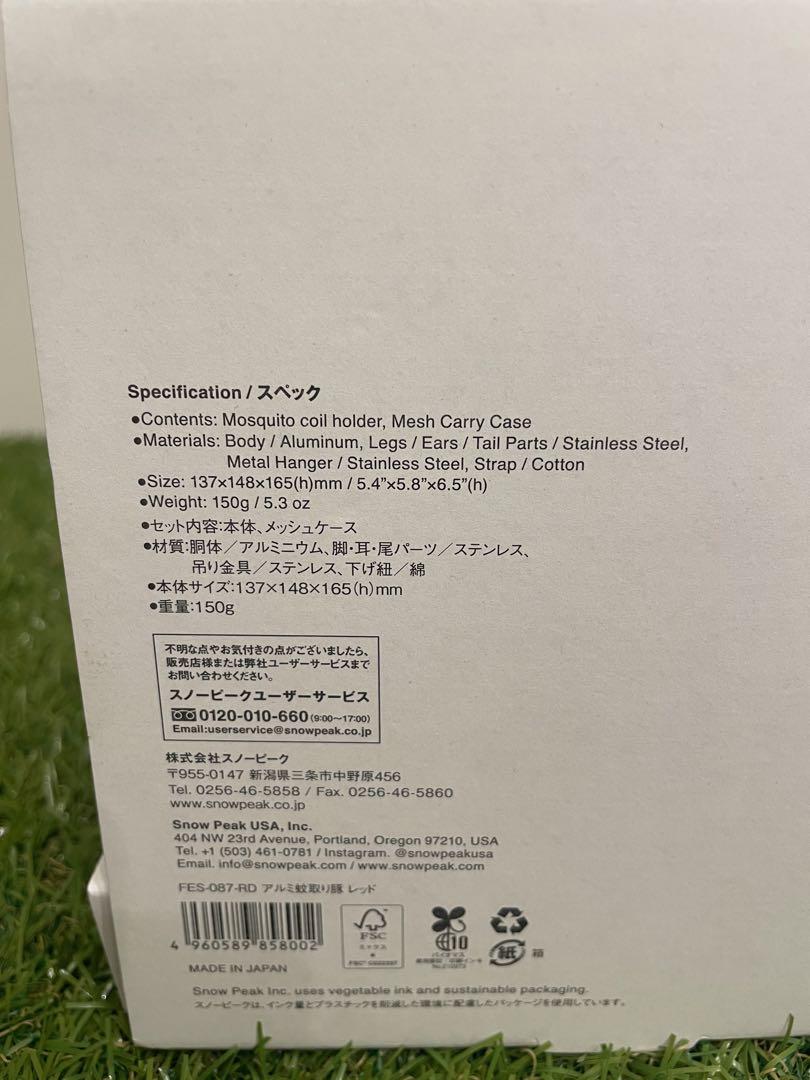 Specification / スペック
●Contents: Mosquito coil holder, Mesh Carry Case
●Materials: Body / Aluminum, Legs / Ears / Tail Parts / Stainless Steel,
Metal Hanger / Stainless Steel, Strap / Cotton
●Size: 137×148×165(h)mm / 5.4”×5.8”×6.5”(h)
●Weight: 150g / 5.3 oz
●セット内容:本体、メッシュケース
●材質:胴体／アルミニウム、脚・耳・尾パーツ／ステンレス、
吊り金具／ステンレス、下げ紐／綿
●本体サイズ:137×148×165(h)mm
●重量:150g
不明な点やお気付きの点がございましたら、
販売店様または弊社ユーザーサービスまで
お問い合わせください。
スノーピークユーザーサービス
0120-010-660(9:00〜17:00)
Email:userservice@snowpeak.co.jp
株式会社スノーピーク
〒955-0147 新潟県三条市中野原456
Tel. 0256-46-5858 / Fax. 0256-46-5860
www.snowpeak.co.jp
Snow Peak USA, Inc.
404 NW 23rd Avenue, Portland, Oregon 97210, USA
Tel. +1 (503) 461-0781 / Instagram. @snowpeakusa
Email. info@snowpeak.com / www.snowpeak.com
FES-087-RD アルミ蚊取り豚 レッド
4 960589 858002
FSC
ミックス
10
バイオマス
紙 箱
MADE IN JAPAN
Snow Peak Inc. uses vegetable ink and sustainable packaging.
スノーピークは、インク量とプラスチックを削減した環境に配慮したパッケージを使用しています。